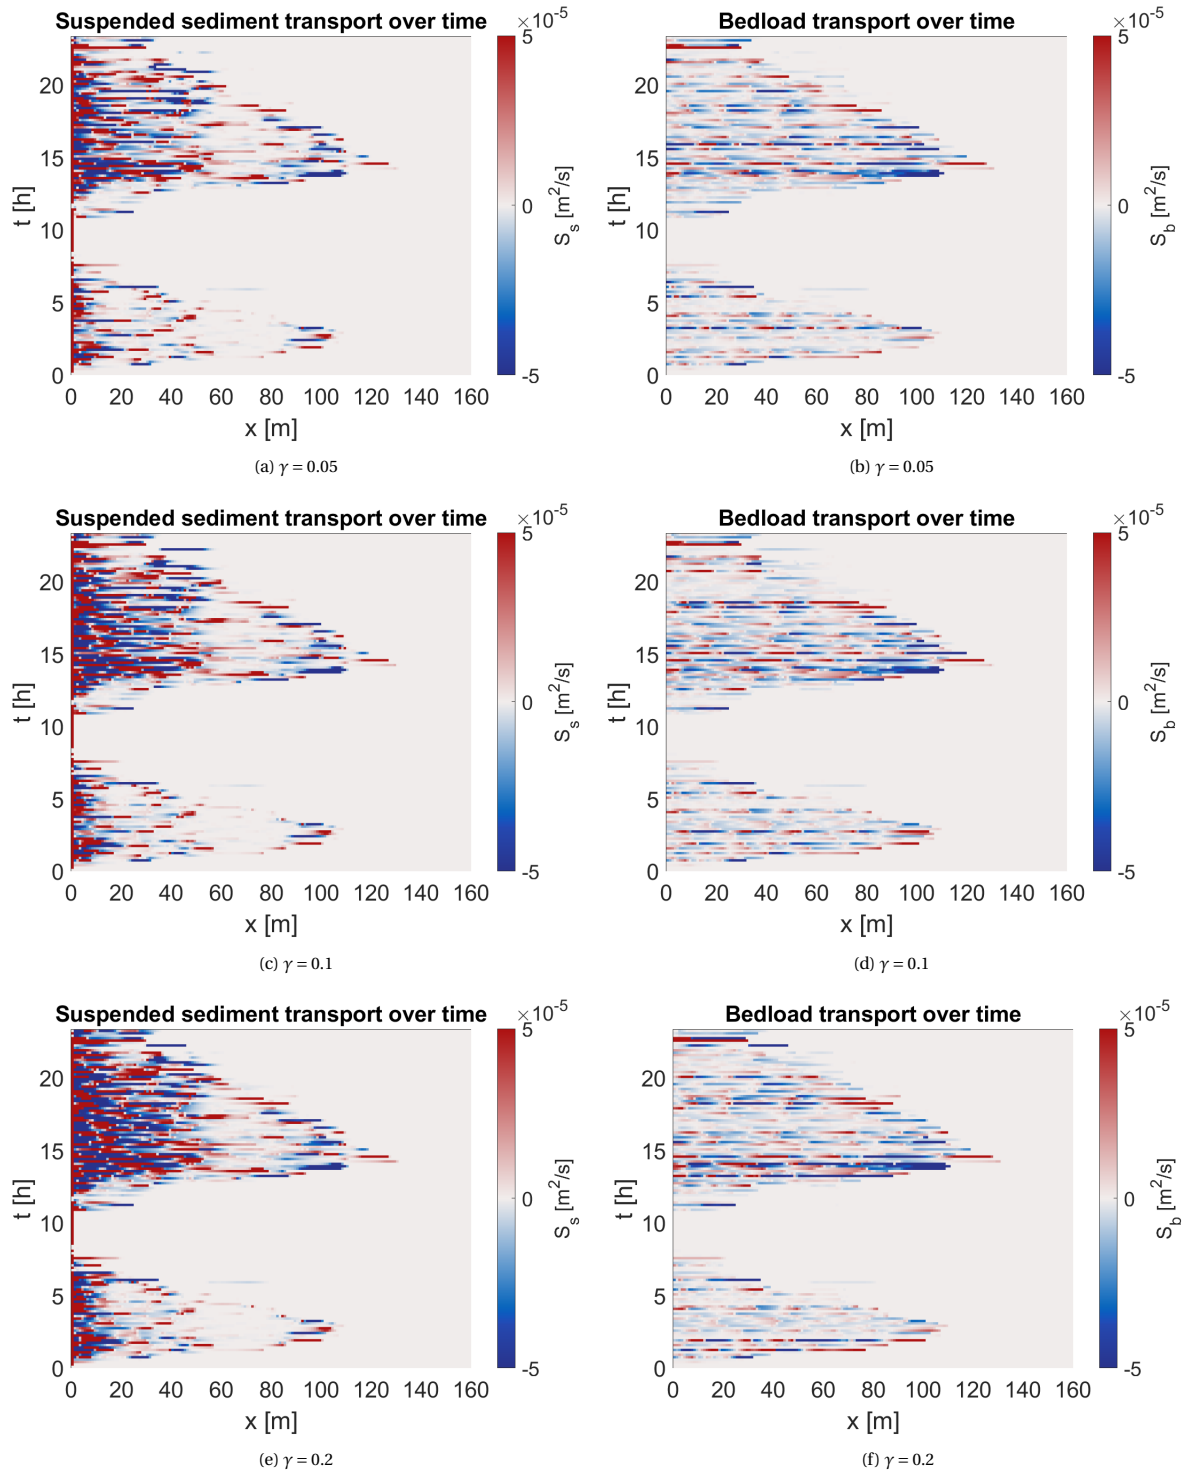 Suspended sediment transport over time
×10^-5
5
0
-5
S_s [m^2/s]
20
15
10
5
0
t [h]
0 20 40 60 80 100 120 140 160
x [m]
(a) γ = 0.05
Bedload transport over time
×10^-5
5
0
-5
S_b [m^2/s]
20
15
10
5
0
t [h]
0 20 40 60 80 100 120 140 160
x [m]
(b) γ = 0.05
Suspended sediment transport over time
×10^-5
5
0
-5
S_s [m^2/s]
20
15
10
5
0
t [h]
0 20 40 60 80 100 120 140 160
x [m]
(c) γ = 0.1
Bedload transport over time
×10^-5
5
0
-5
S_b [m^2/s]
20
15
10
5
0
t [h]
0 20 40 60 80 100 120 140 160
x [m]
(d) γ = 0.1
Suspended sediment transport over time
×10^-5
5
0
-5
S_s [m^2/s]
20
15
10
5
0
t [h]
0 20 40 60 80 100 120 140 160
x [m]
(e) γ = 0.2
Bedload transport over time
×10^-5
5
0
-5
S_b [m^2/s]
20
15
10
5
0
t [h]
0 20 40 60 80 100 120 140 160
x [m]
(f) γ = 0.2